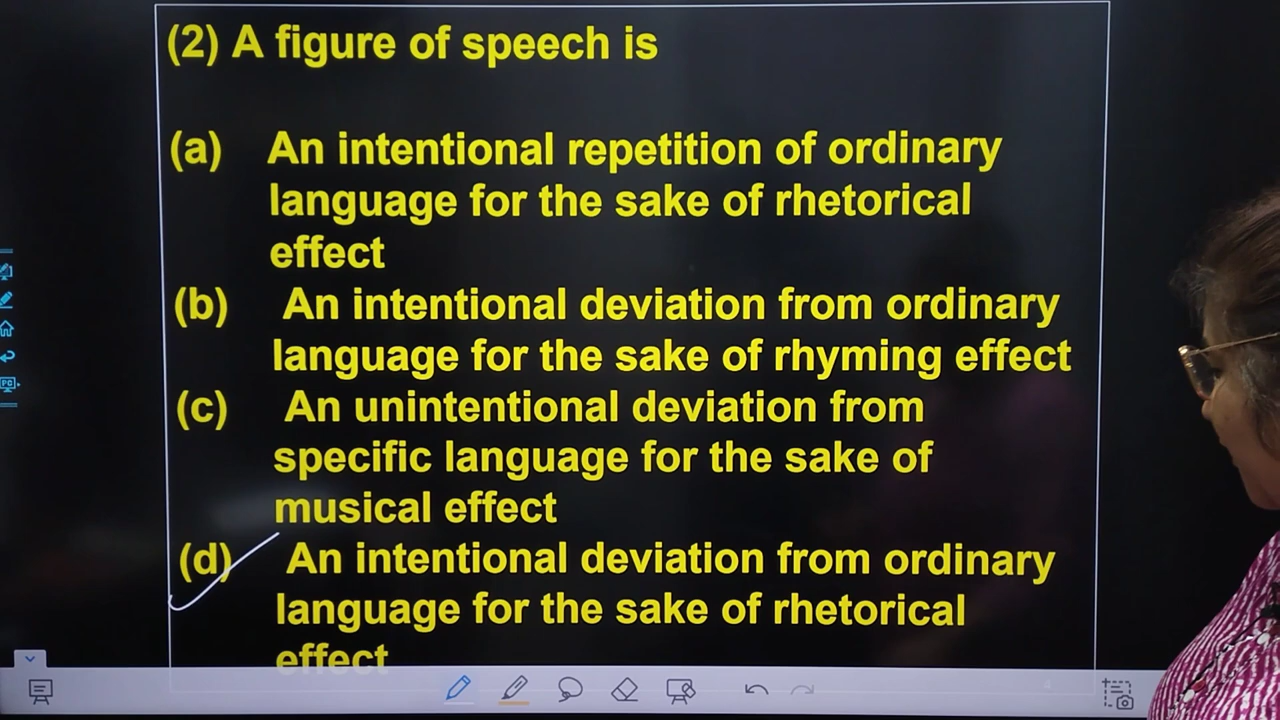 (2) A figure of speech is
(a) An intentional repetition of ordinary
language for the sake of rhetorical
effect
(b) An intentional deviation from ordinary
language for the sake of rhyming effect
(c) An unintentional deviation from
specific language for the sake of
musical effect
(d) An intentional deviation from ordinary
language for the sake of rhetorical
effect